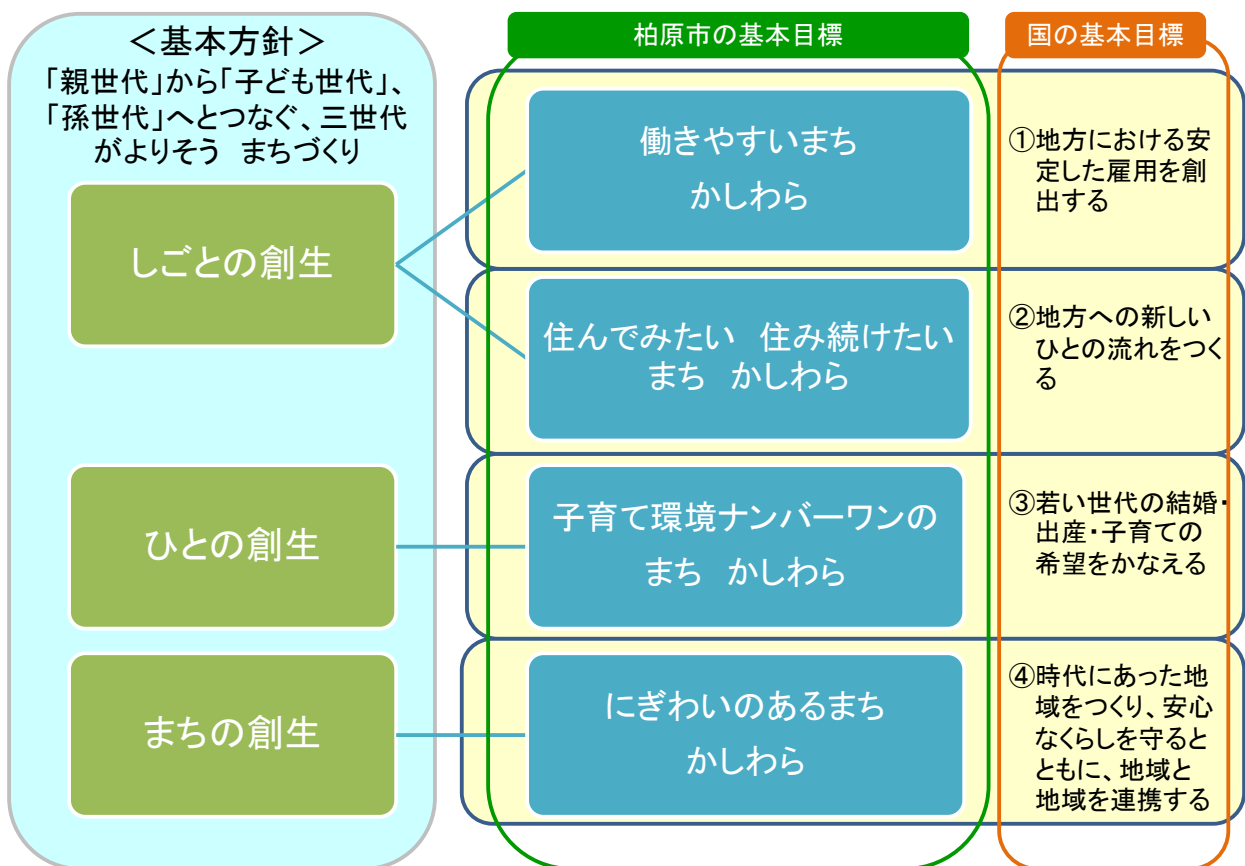 ＜基本方針＞
「親世代」から「子ども世代」、
「孫世代」へとつなぐ、三世代
がよりそう　まちづくり
しごとの創生
ひとの創生
まちの創生
柏原市の基本目標
働きやすいまち
かしわら
住んでみたい　住み続けたい
まち　かしわら
子育て環境ナンバーワンの
まち　かしわら
にぎわいのあるまち
かしわら
国の基本目標
①地方における安
定した雇用を創
出する
②地方への新しい
ひとの流れをつく
る
③若い世代の結婚・
出産・子育ての
希望をかなえる
④時代にあった地
域をつくり、安心
なくらしを守ると
ともに、地域と
地域を連携する